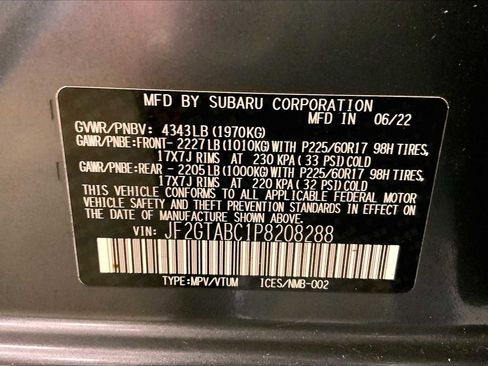 MFD BY SUBARU CORPORATION
MFD IN 06/22
GVWR/PNBV: 4343LB(1970KG)
GAWR/PNBE:FRONT- 2227LB(1010KG)WITH P225/60R17 98H TIRES,
17X7J RIMS AT 230 KPA(33 PSI)COLD
GAWR/PNBE:REAR - 2205LB(1000KG)WITH P225/60R17 98H TIRES,
17X7J RIMS AT 220 KPA(32 PSI)COLD
THIS VEHICLE CONFORMS TO ALL APPLICABLE FEDERAL MOTOR
VEHICLE SAFETY AND THEFT PREVENTION STANDARDS IN
EFFECT ON THE DATE OF MANUFACTURE SHOWN ABOVE.
VIN: JF2GTABC1P8208288
TYPE:MPV/VTUM ICES/NMB-002